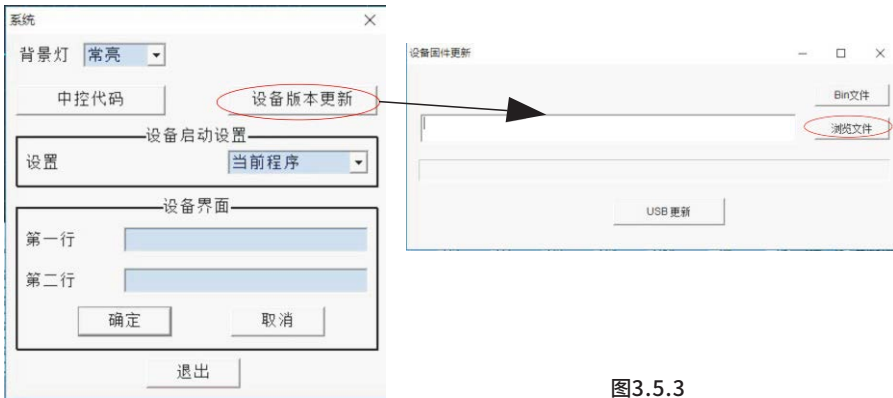 系统
背景灯 常亮
中控代码 设备版本更新
设备启动设置
设置 当前程序
设备界面
第一行
第二行
确定 取消
退出
设备固件更新
Bin文件
浏览文件
USB 更新
图3.5.3